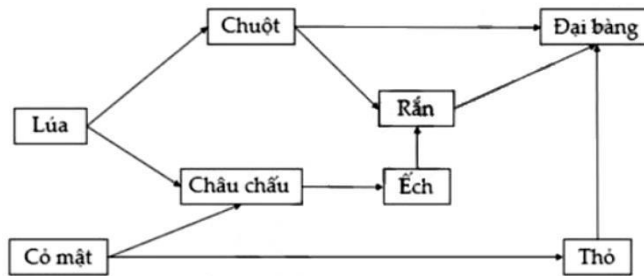 Chuột
Đại bàng
Rắn
Lúa
Châu chấu
Ếch
Cỏ mật
Thỏ